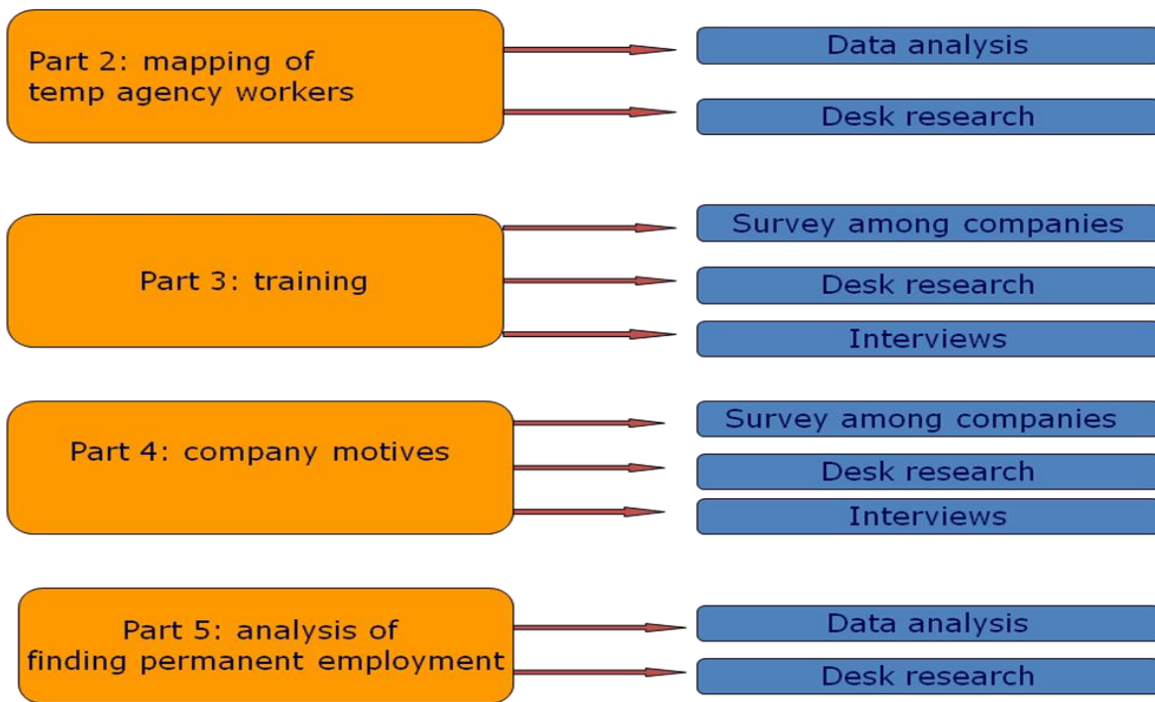 Part 2: mapping of
temp agency workers
Data analysis
Desk research
Part 3: training
Survey among companies
Desk research
Interviews
Part 4: company motives
Survey among companies
Desk research
Interviews
Part 5: analysis of
finding permanent employment
Data analysis
Desk research